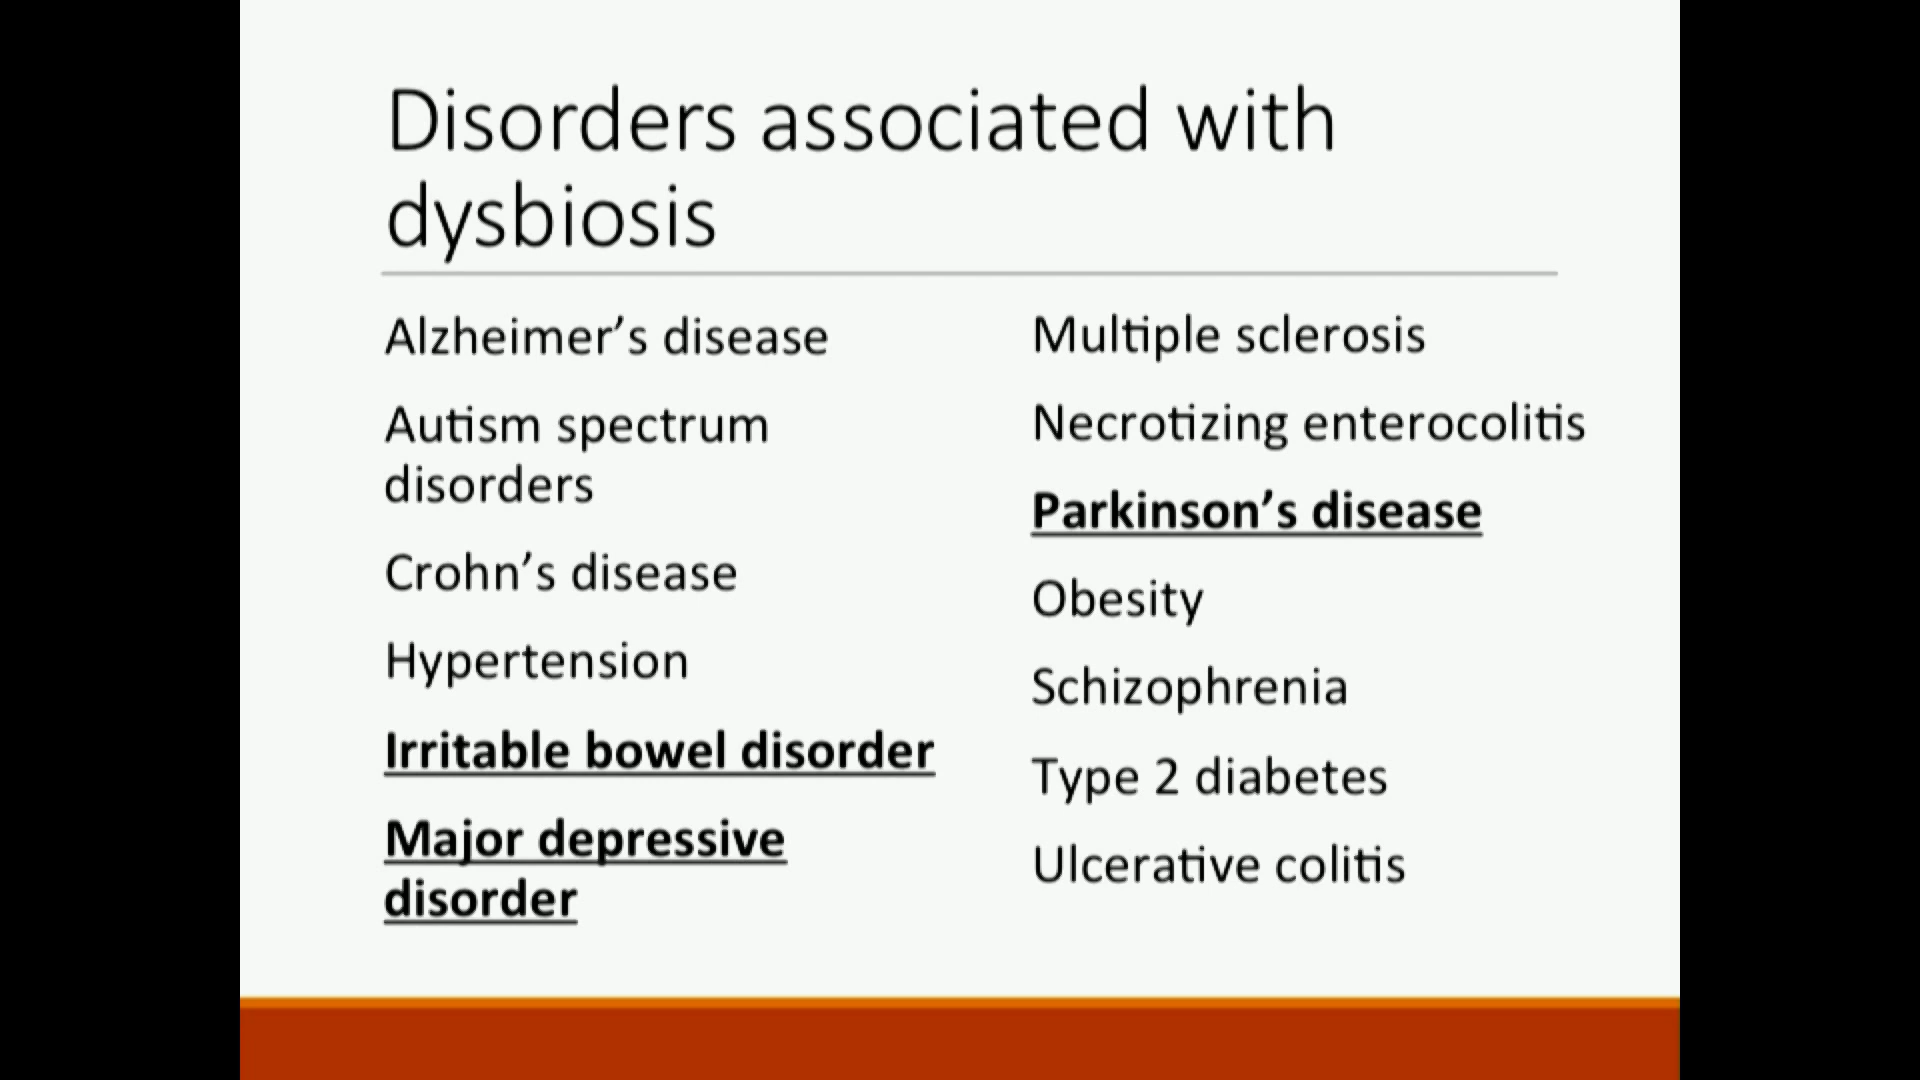 Disorders associated with
dysbiosis
Alzheimer’s disease
Autism spectrum
disorders
Crohn’s disease
Hypertension
Irritable bowel disorder
Major depressive
disorder
Multiple sclerosis
Necrotizing enterocolitis
Parkinson’s disease
Obesity
Schizophrenia
Type 2 diabetes
Ulcerative colitis